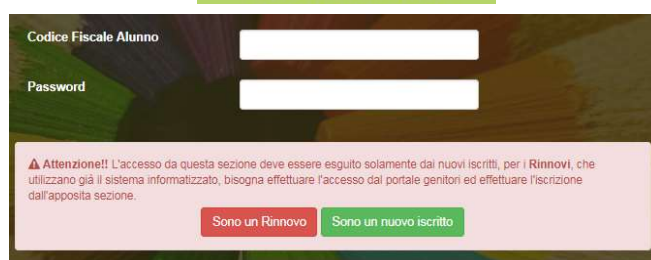 Codice Fiscale Alunno
Password
Attenzione!! L'accesso da questa sezione deve essere esguito solamente dai nuovi iscritti, per i Rinnovi, che
utilizzano già il sistema informatizzato, bisogna effettuare l'accesso dal portale genitori ed effettuare l'iscrizione
dall'apposita sezione.
Sono un Rinnovo Sono un nuovo iscritto